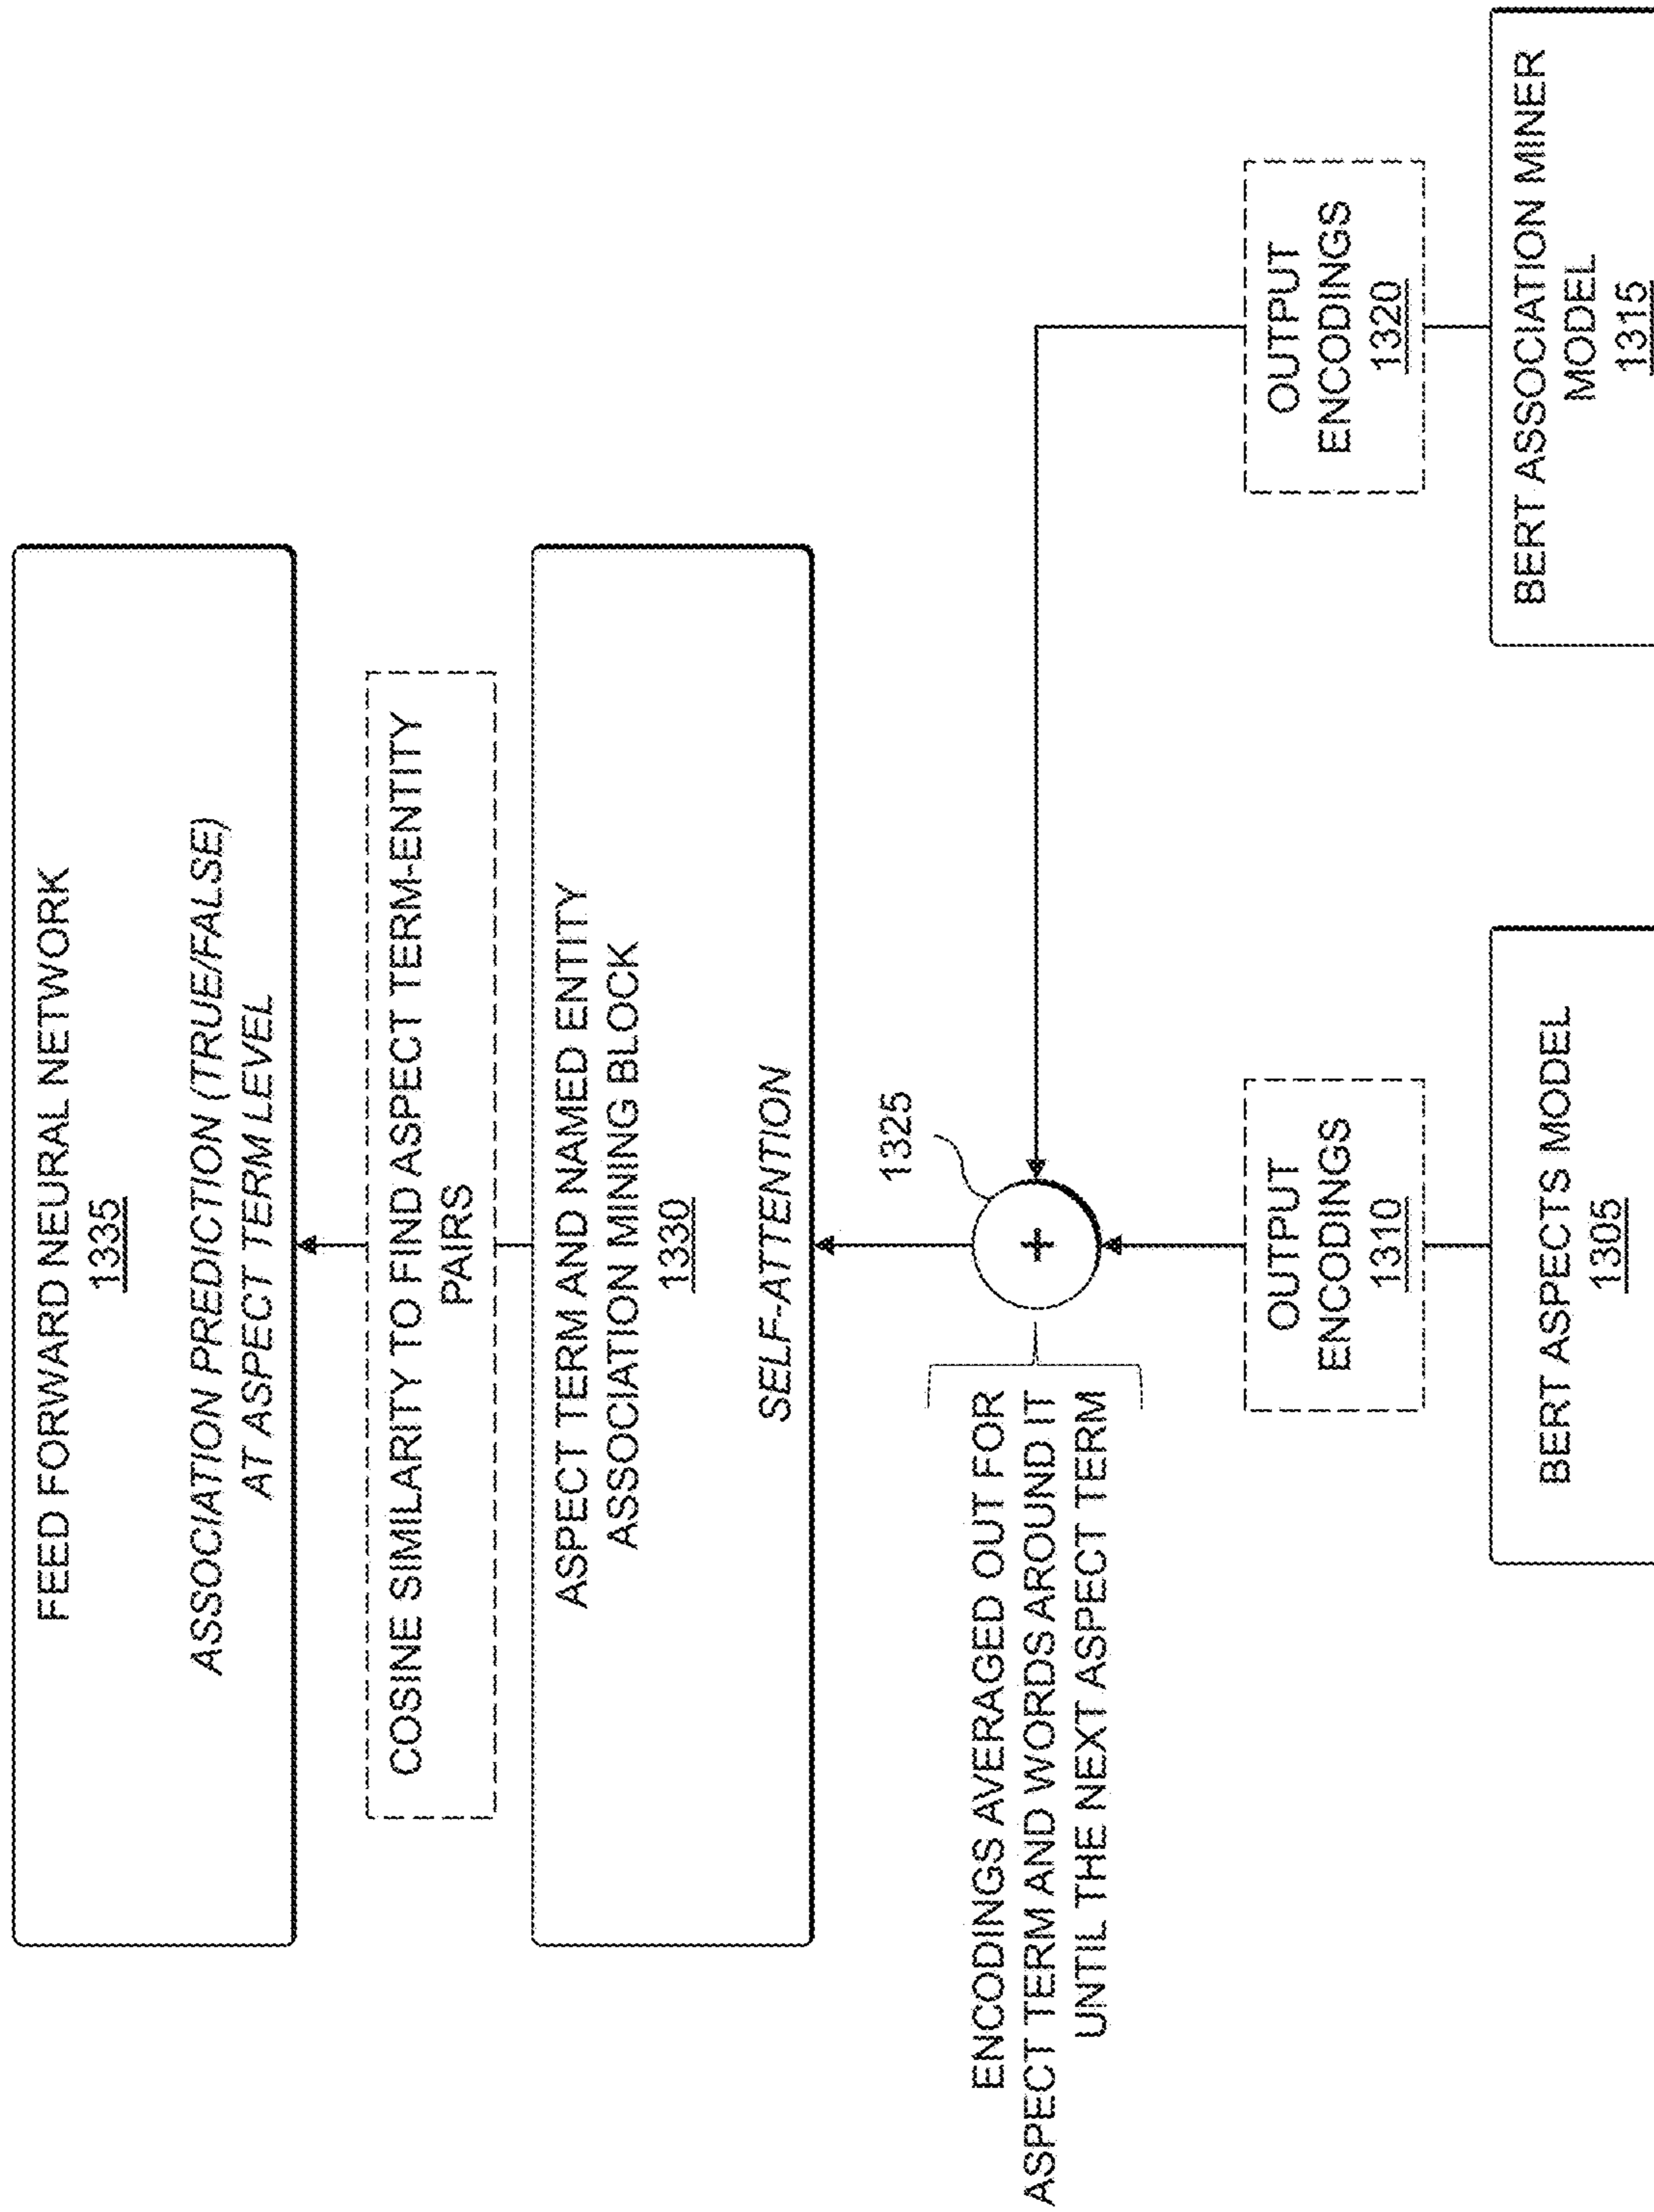 FEED FORWARD NEURAL NETWORK
1335
ASSOCIATION PREDICTION (TRUE/FALSE)
AT ASPECT TERM LEVEL
COSINE SIMILARITY TO FIND ASPECT TERM-ENTITY
PAIRS
ASPECT TERM AND NAMED ENTITY
ASSOCIATION MINING BLOCK
1330
SELF-ATTENTION
1325
+
ENCODINGS AVERAGED OUT FOR
ASPECT TERM AND WORDS AROUND IT
UNTIL THE NEXT ASPECT TERM
OUTPUT
ENCODINGS
1310
OUTPUT
ENCODINGS
1320
BERT ASPECTS MODEL
1305
BERT ASSOCIATION MINER
MODEL
1315